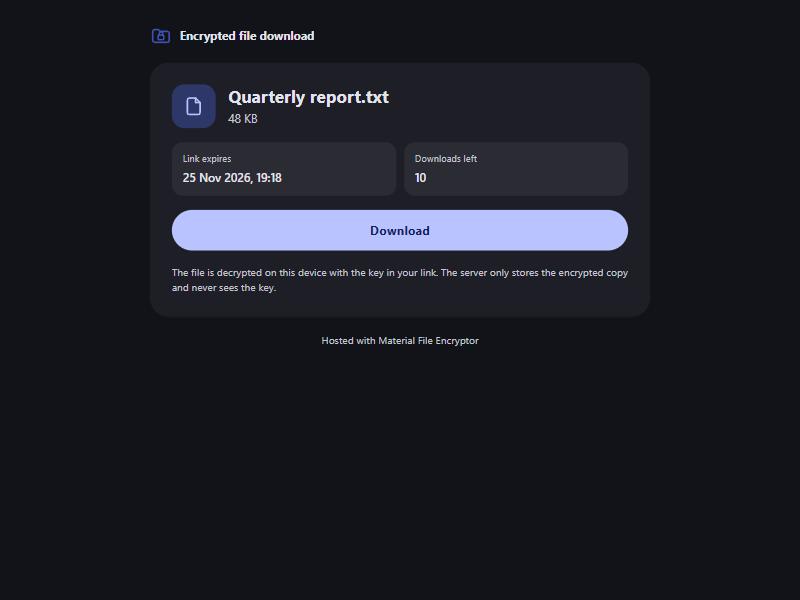 Encrypted file download
Quarterly report.txt
48 KB
Link expires
25 Nov 2026, 19:18
Downloads left
10
Download
The file is decrypted on this device with the key in your link. The server only stores the encrypted copy
and never sees the key.
Hosted with Material File Encryptor